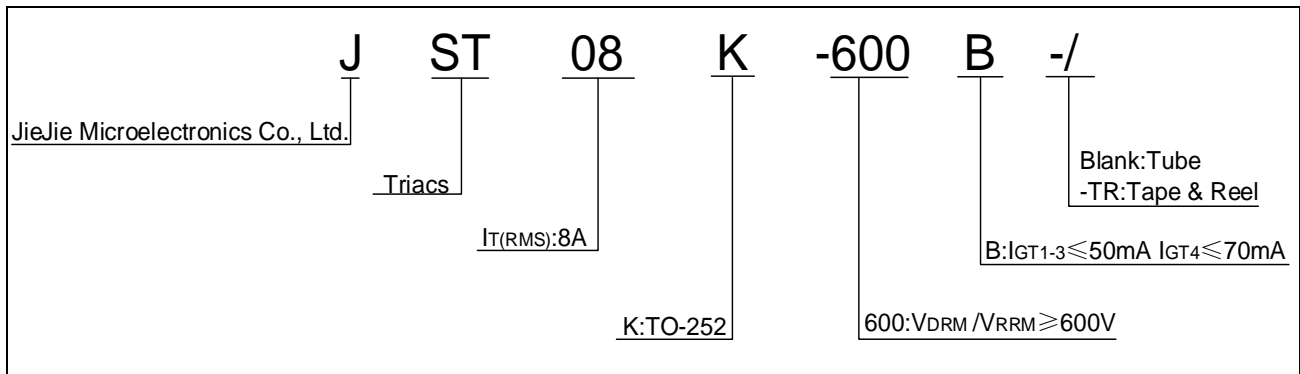 J ST 08 K -600 B -/
JieJie Microelectronics Co., Ltd.
Blank:Tube
-TR:Tape & Reel
Triacs
IT(RMS):8A
B:IGT1-3≤50mA IGT4≤70mA
K:TO-252
600:VDRM /VRRM≥600V